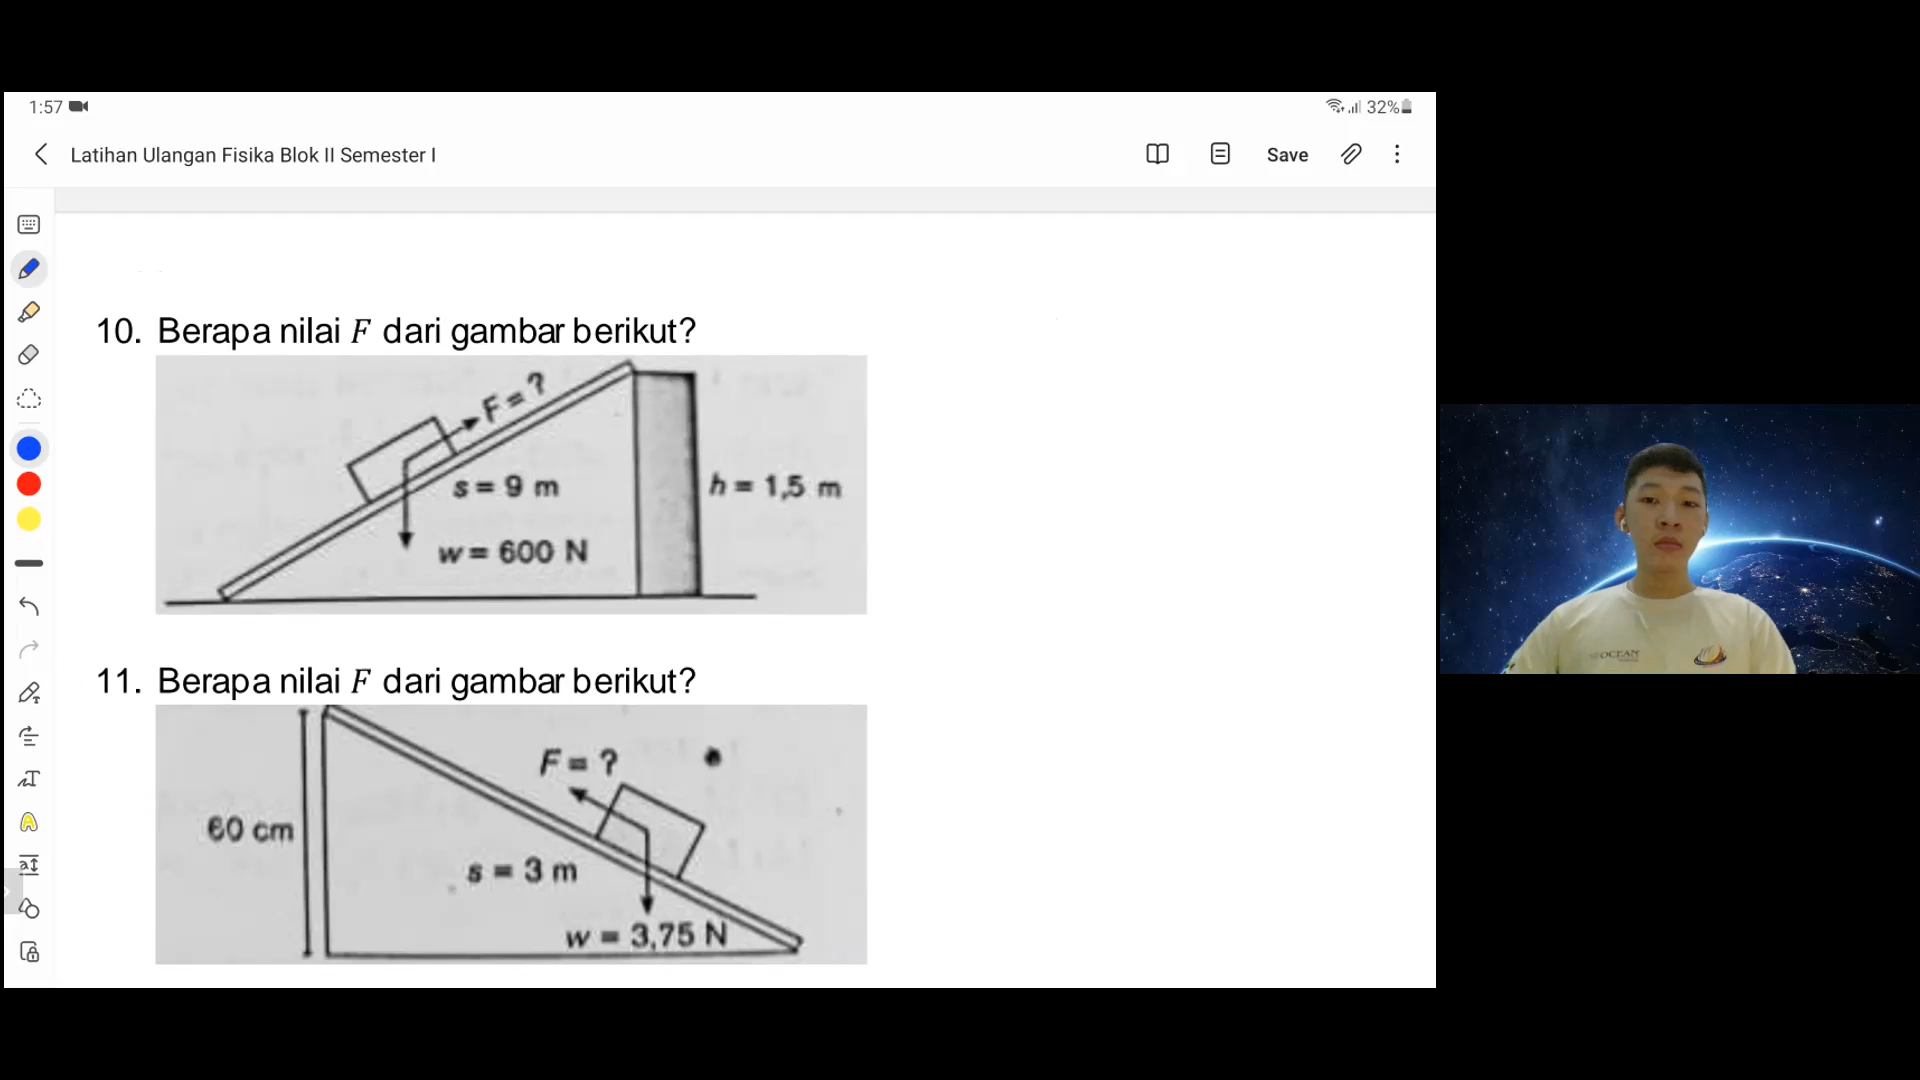 1:57
32%
Latihan Ulangan Fisika Blok II Semester I
Save
10. Berapa nilai F dari gambar berikut?
F = ?
s = 9 m
h = 1,5 m
w = 600 N
11. Berapa nilai F dari gambar berikut?
F = ?
60 cm
s = 3 m
w = 3,75 N
OCEAN